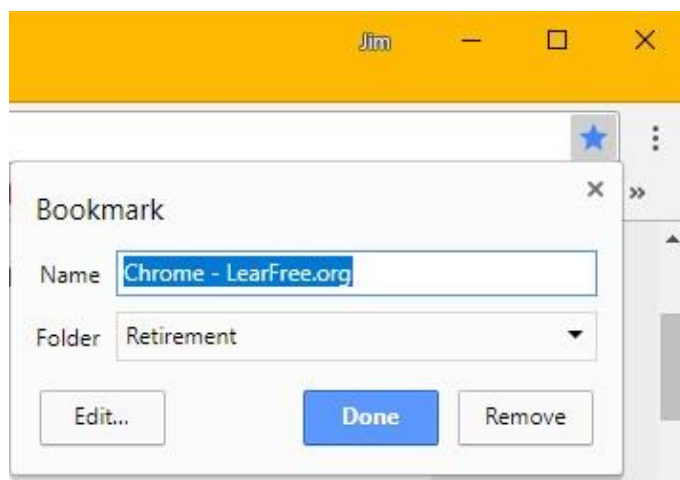 Jim
Bookmark
Name Chrome - LearFree.org
Folder Retirement
Edit... Done Remove